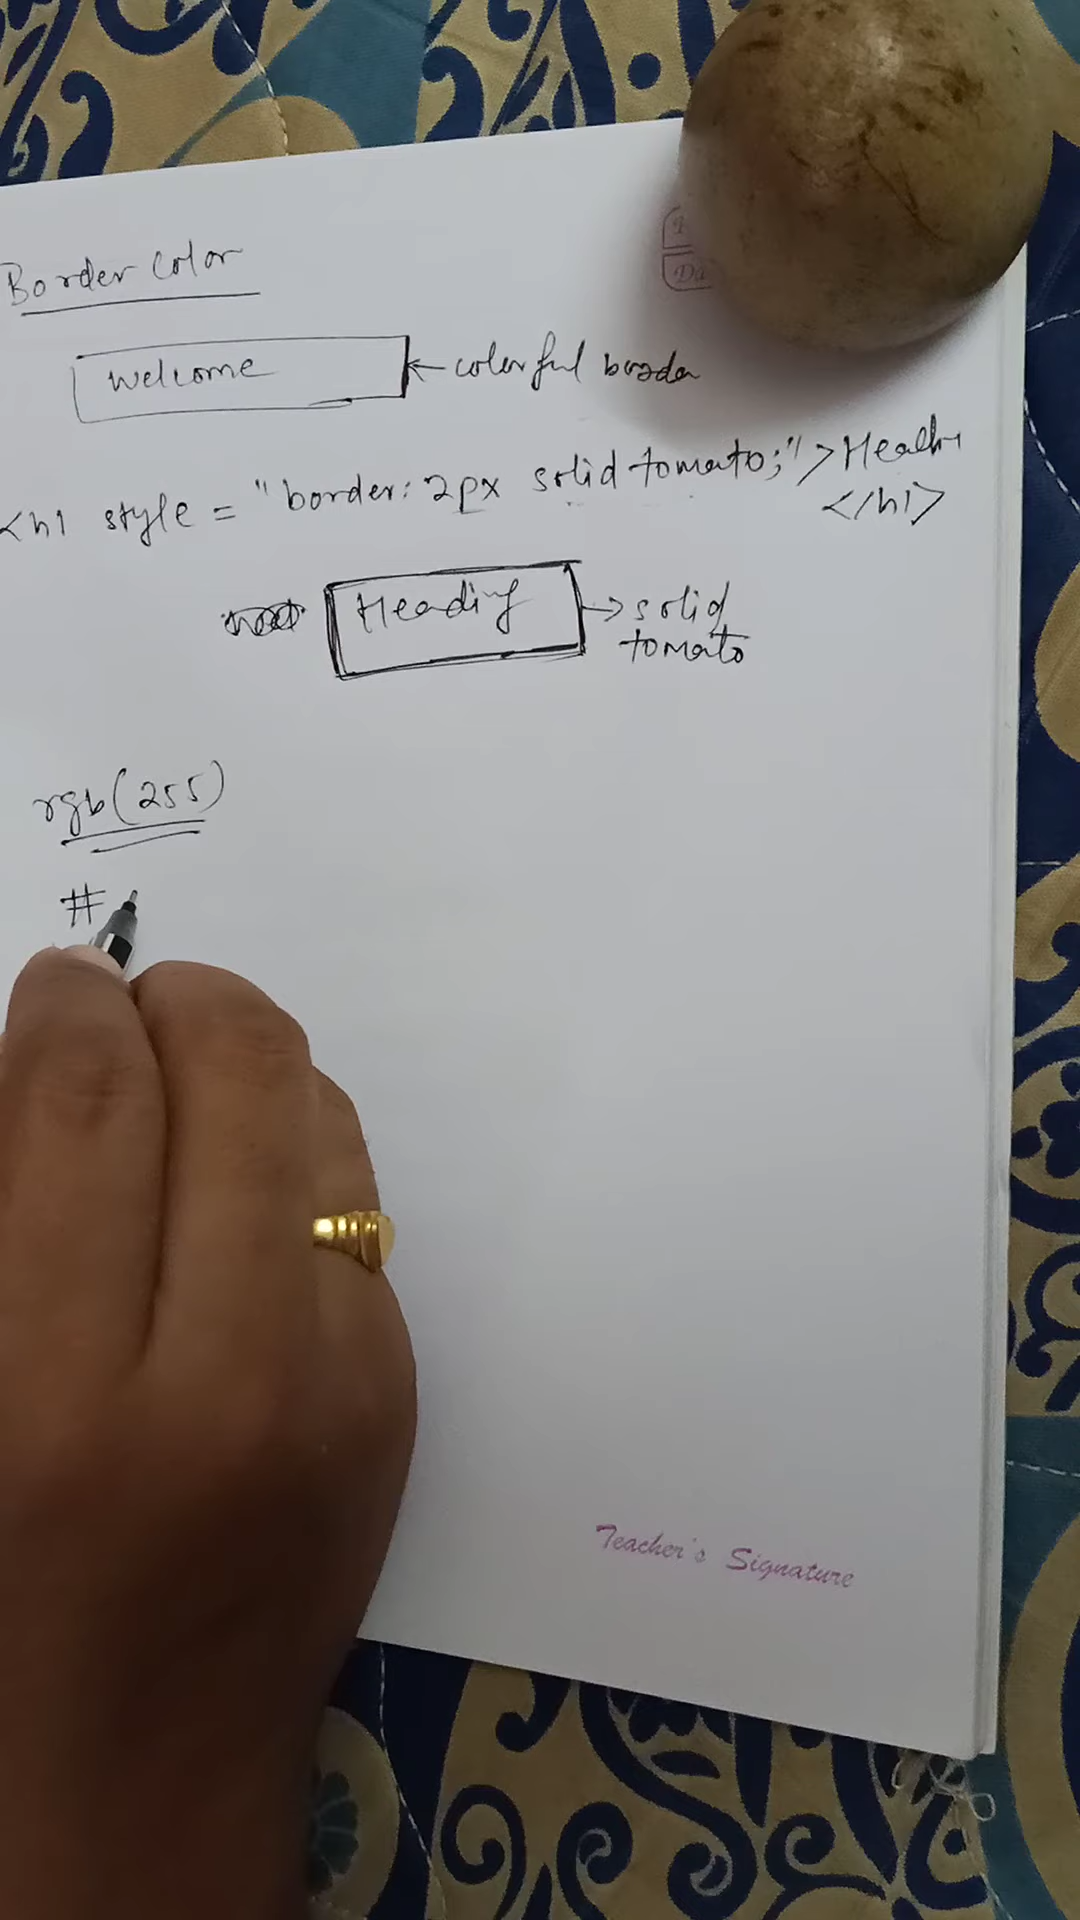 Border Color
Welcome ← colorful border
<h1 style = "border: 2px solid tomato;">
</h1>
Heading → solid
tomato
rgb(255)
#
Teacher's Signature